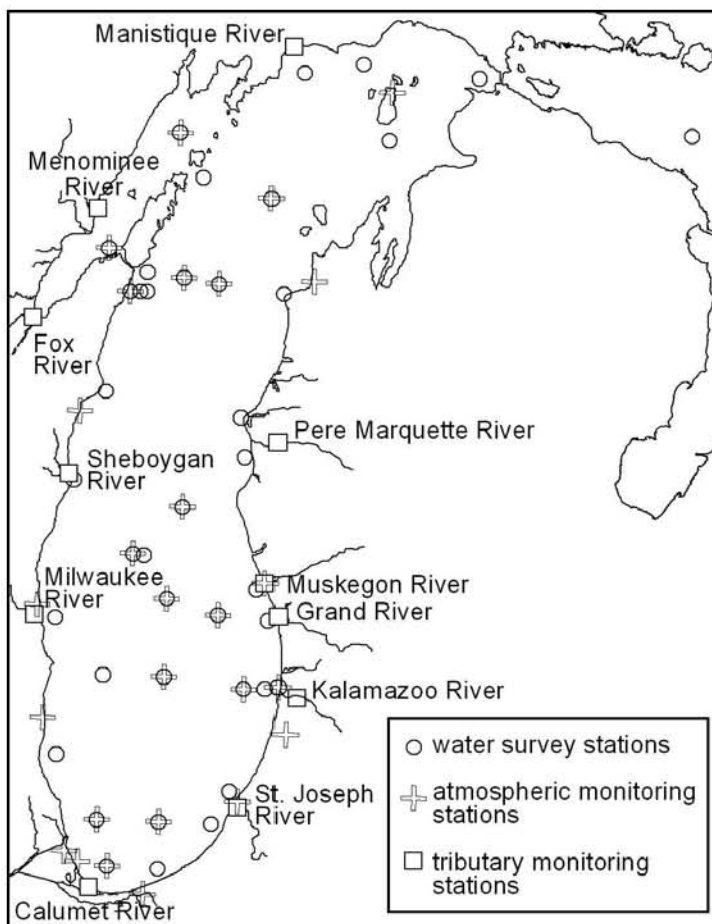 Manistique River
Menominee
River
Fox
River
Pere Marquette River
Sheboygan
River
Milwaukee
River
Muskegon River
Grand River
Kalamazoo River
St. Joseph
River
Calumet River
water survey stations
atmospheric monitoring
stations
tributary monitoring
stations